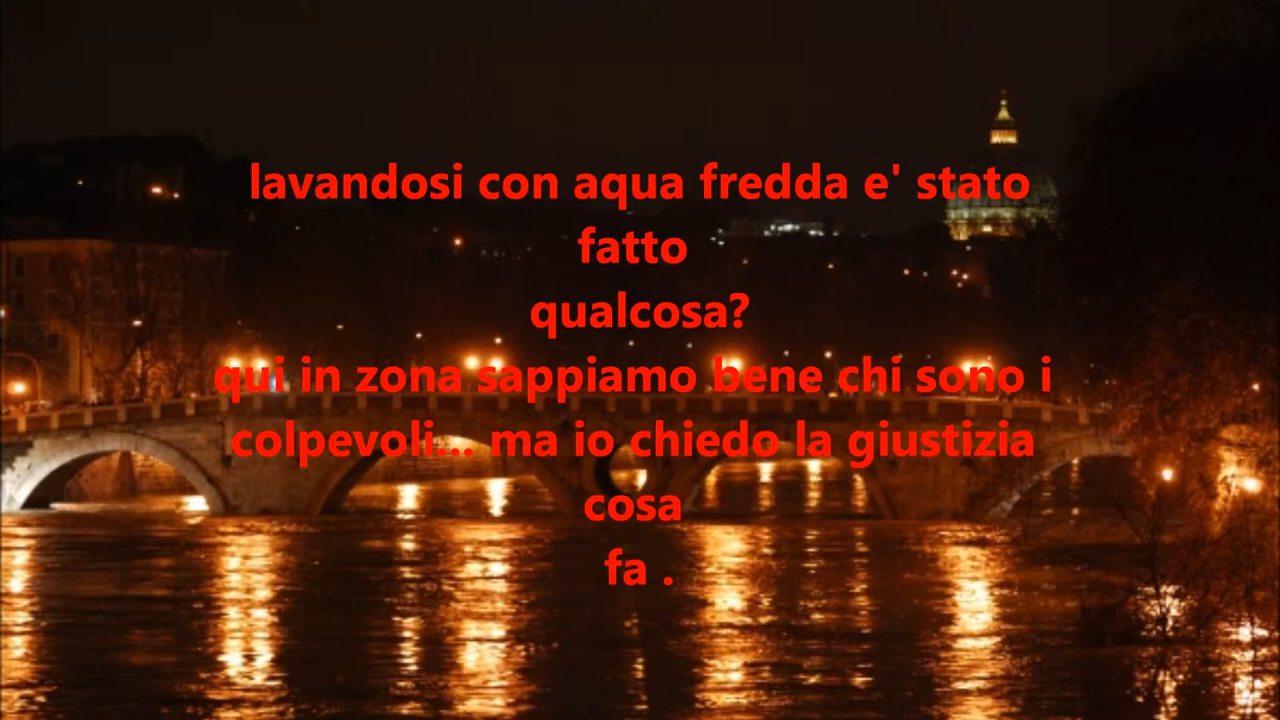 lavandosi con aqua fredda e' stato
fatto
qualcosa?
qui in zona sappiamo bene chi sono i
colpevoli... ma io chiedo la giustizia
cosa
fa .